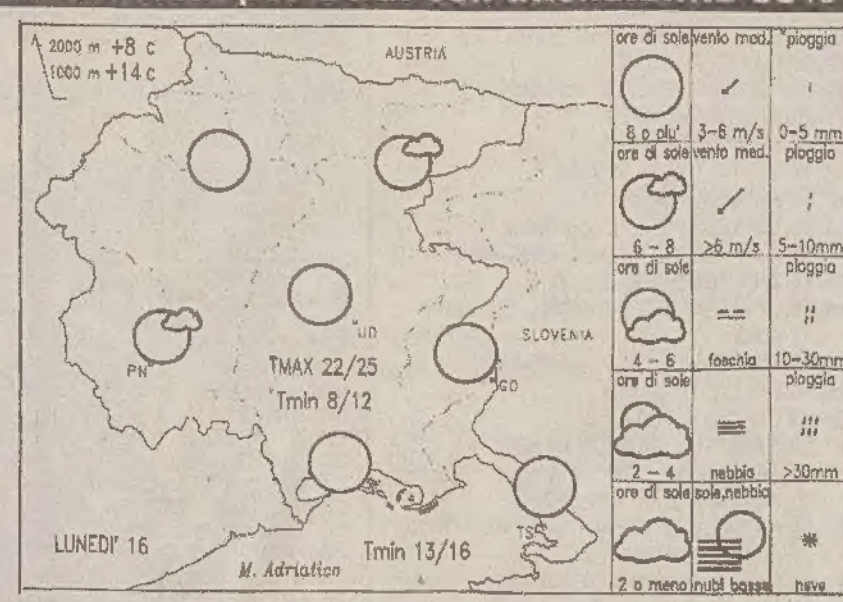 2000 m +8 c
1000 m +14 c
AUSTRIA
SLOVENIA
UD
PN
GO
TS
TMAX 22/25
Tmin 8/12
LUNEDI' 16
M. Adriatico
Tmin 13/16
ore di sole vento med. pioggia
8 o piu' 3-6 m/s 0-5 mm
ore di sole vento med. pioggia
6 - 8 >6 m/s 5-10mm
ore di sole pioggia
4 - 6 foschia 10-30mm
ore di sole pioggia
2 - 4 nebbia >30mm
ore di sole sole,nebbia
2 o meno nubi basse neve